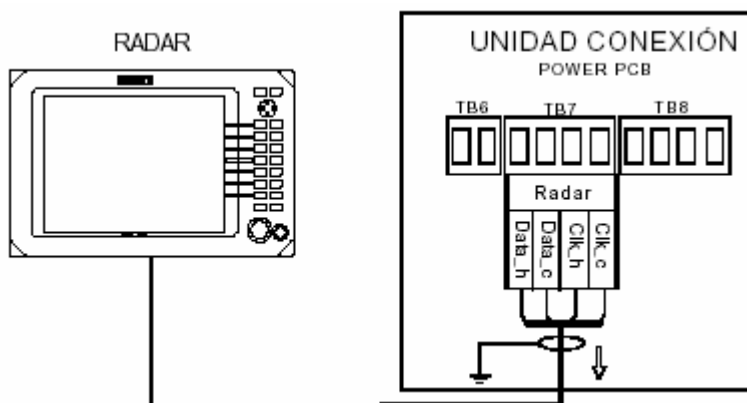 RADAR
UNIDAD CONEXIÓN
POWER PCB
TB6 TB7 TB8
Radar
Data_h
Data_c
Clk_h
Clk_c